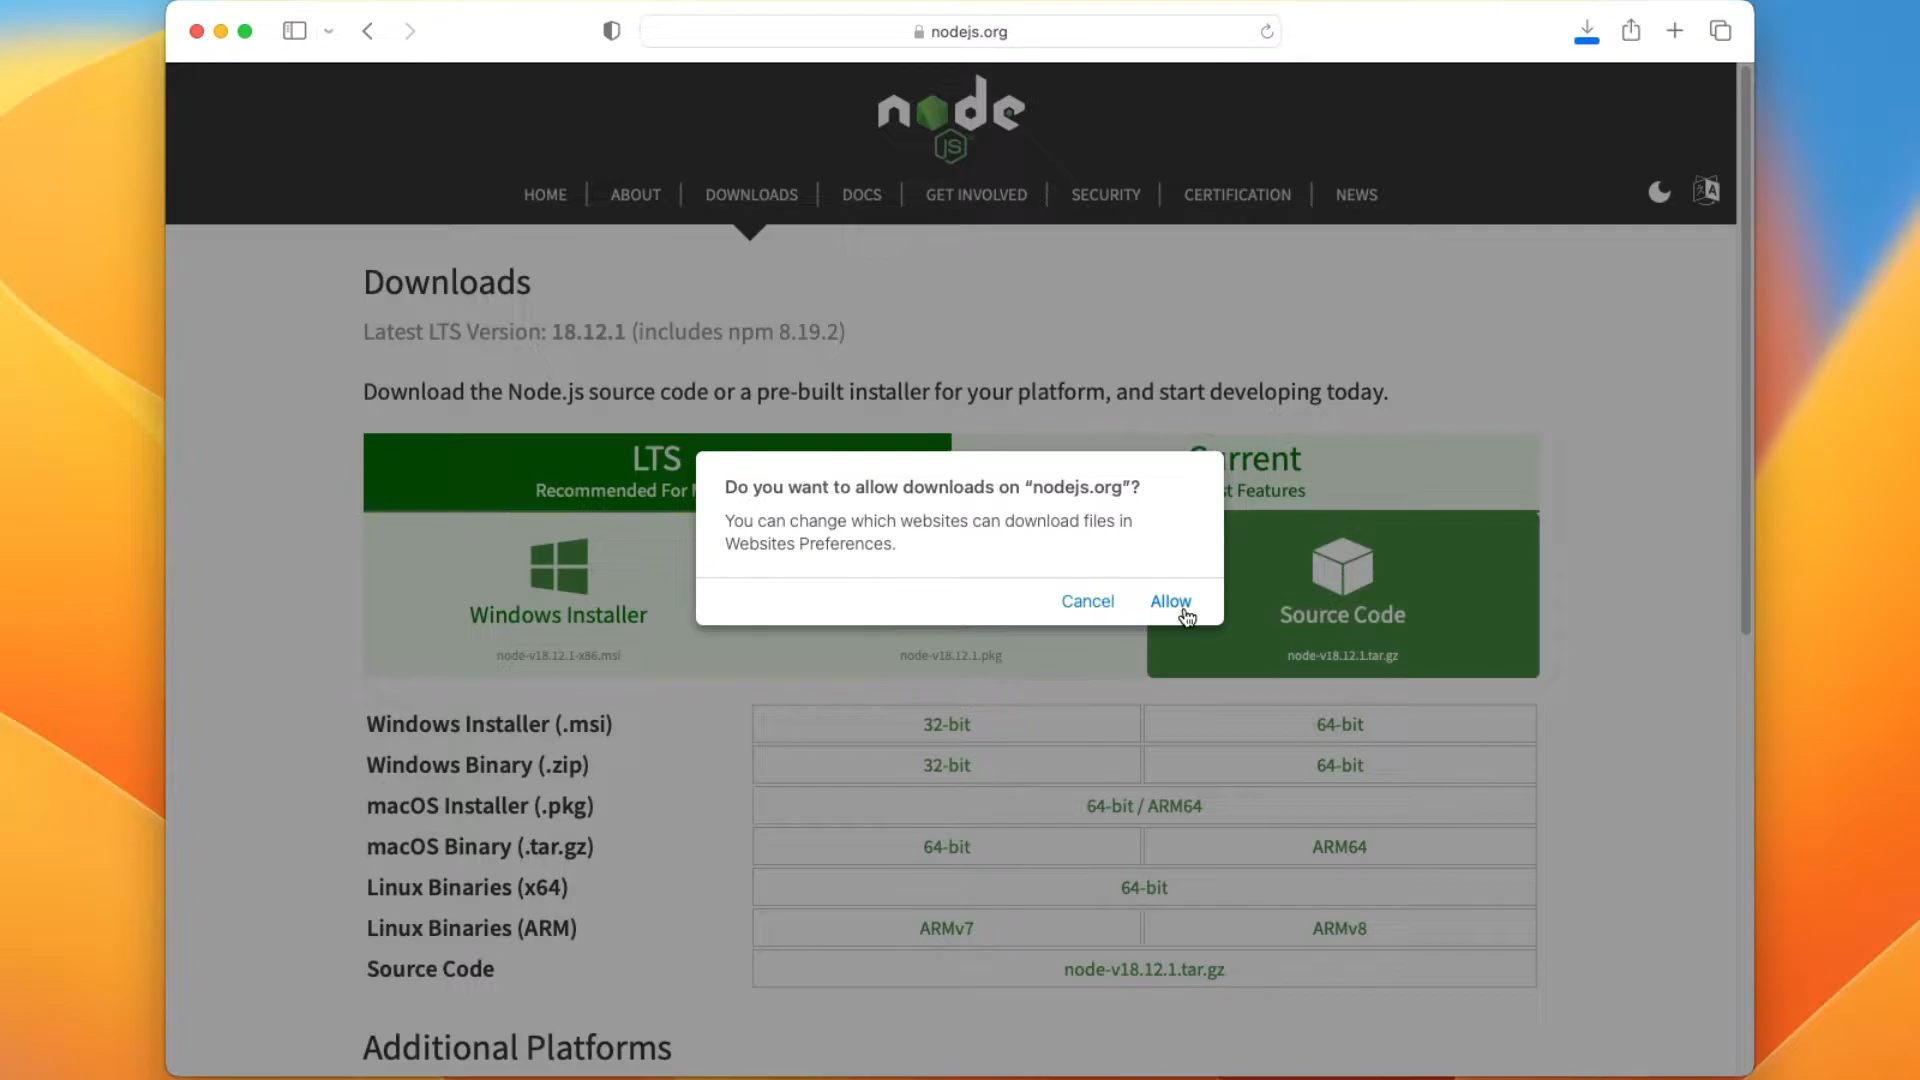 nodejs.org
node
JS
HOME
ABOUT
DOWNLOADS
DOCS
GET INVOLVED
SECURITY
CERTIFICATION
NEWS
A
Downloads
Latest LTS Version: 18.12.1 (includes npm 8.19.2)
Download the Node.js source code or a pre-built installer for your platform, and start developing today.
LTS
Recommended For
Features
Do you want to allow downloads on “nodejs.org”?
You can change which websites can download files in
Websites Preferences.
Cancel
Allow
Windows Installer
node-v18.12.1-x86.msi
node-v18.12.1.pkg
Source Code
node-v18.12.1.tar.gz
Windows Installer (.msi) 32-bit 64-bit
Windows Binary (.zip) 32-bit 64-bit
macOS Installer (.pkg) 64-bit / ARM64
macOS Binary (.tar.gz) 64-bit ARM64
Linux Binaries (x64) 64-bit
Linux Binaries (ARM) ARMv7 ARMv8
Source Code node-v18.12.1.tar.gz
Additional Platforms